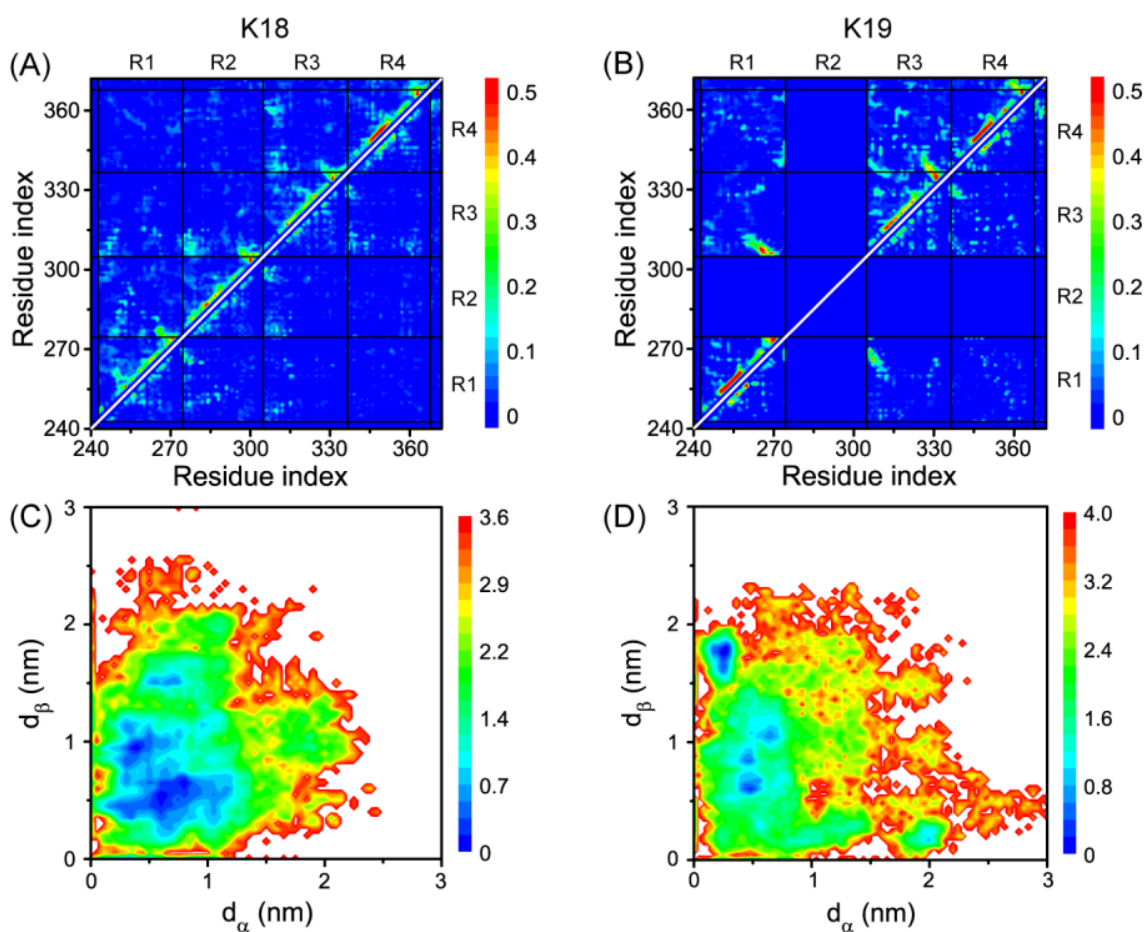 K18
K19
(A)
R1 R2 R3 R4
Residue index
360
330
300
270
240
R4
R3
R2
R1
0.5
0.4
0.3
0.2
0.1
0
240 270 300 330 360
Residue index
(B)
R1 R2 R3 R4
Residue index
360
330
300
270
240
R4
R3
R2
R1
0.5
0.4
0.3
0.2
0.1
0
240 270 300 330 360
Residue index
(C)
dβ (nm)
3
2
1
0
3.6
2.9
2.2
1.4
0.7
0
0 1 2 3
dα (nm)
(D)
dβ (nm)
3
2
1
0
4.0
3.2
2.4
1.6
0.8
0
0 1 2 3
dα (nm)